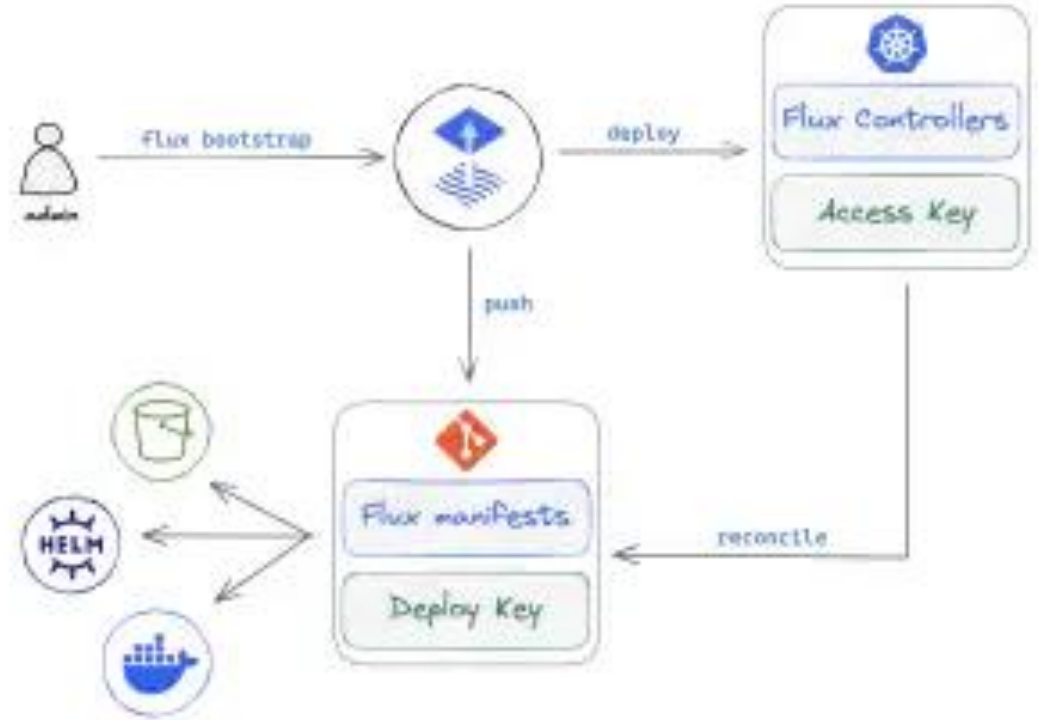 flux bootstrap
admin
deploy
Flux Controllers
Access Key
push
Flux manifests
Deploy Key
reconcile
HELM